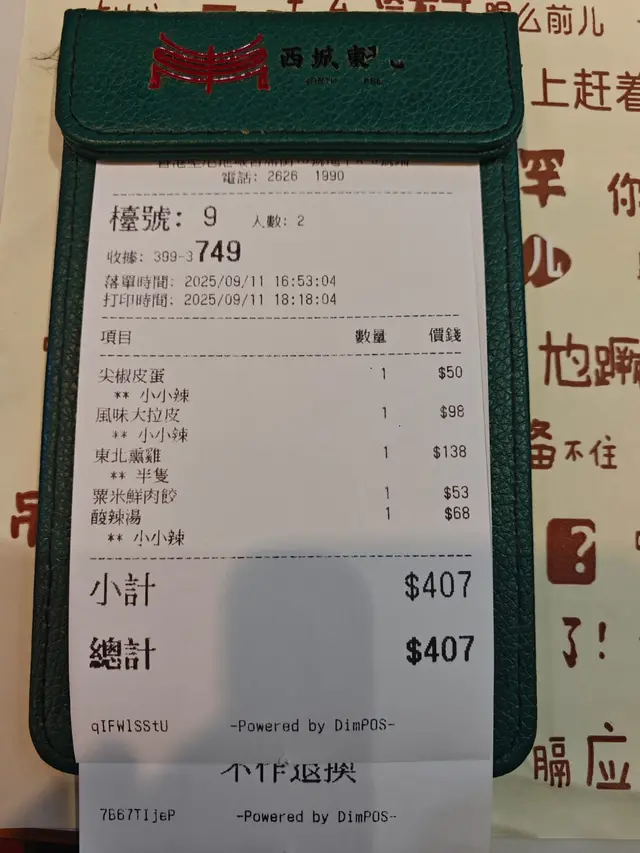 么前儿
西城
上赶着
電話: 2626 1990
罕
你
檯號: 9 人數: 2
收據: 399-3749
儿
落單時間: 2025/09/11 16:53:04
打印時間: 2025/09/11 18:18:04
項目 數量 價錢
尖椒皮蛋 1 $50
** 小小辣
風味大拉皮 1 $98
** 小小辣
東北熏雞 1 $138
** 半隻
备不住
粟米鮮肉餃 1 $53
酸辣湯 1 $68
** 小小辣
?
小計 $407
了!
總計 $407
qIFWlSStU -Powered by DimPOS-
膈应
不作退換
7B67TIjeP -Powered by DimPOS-